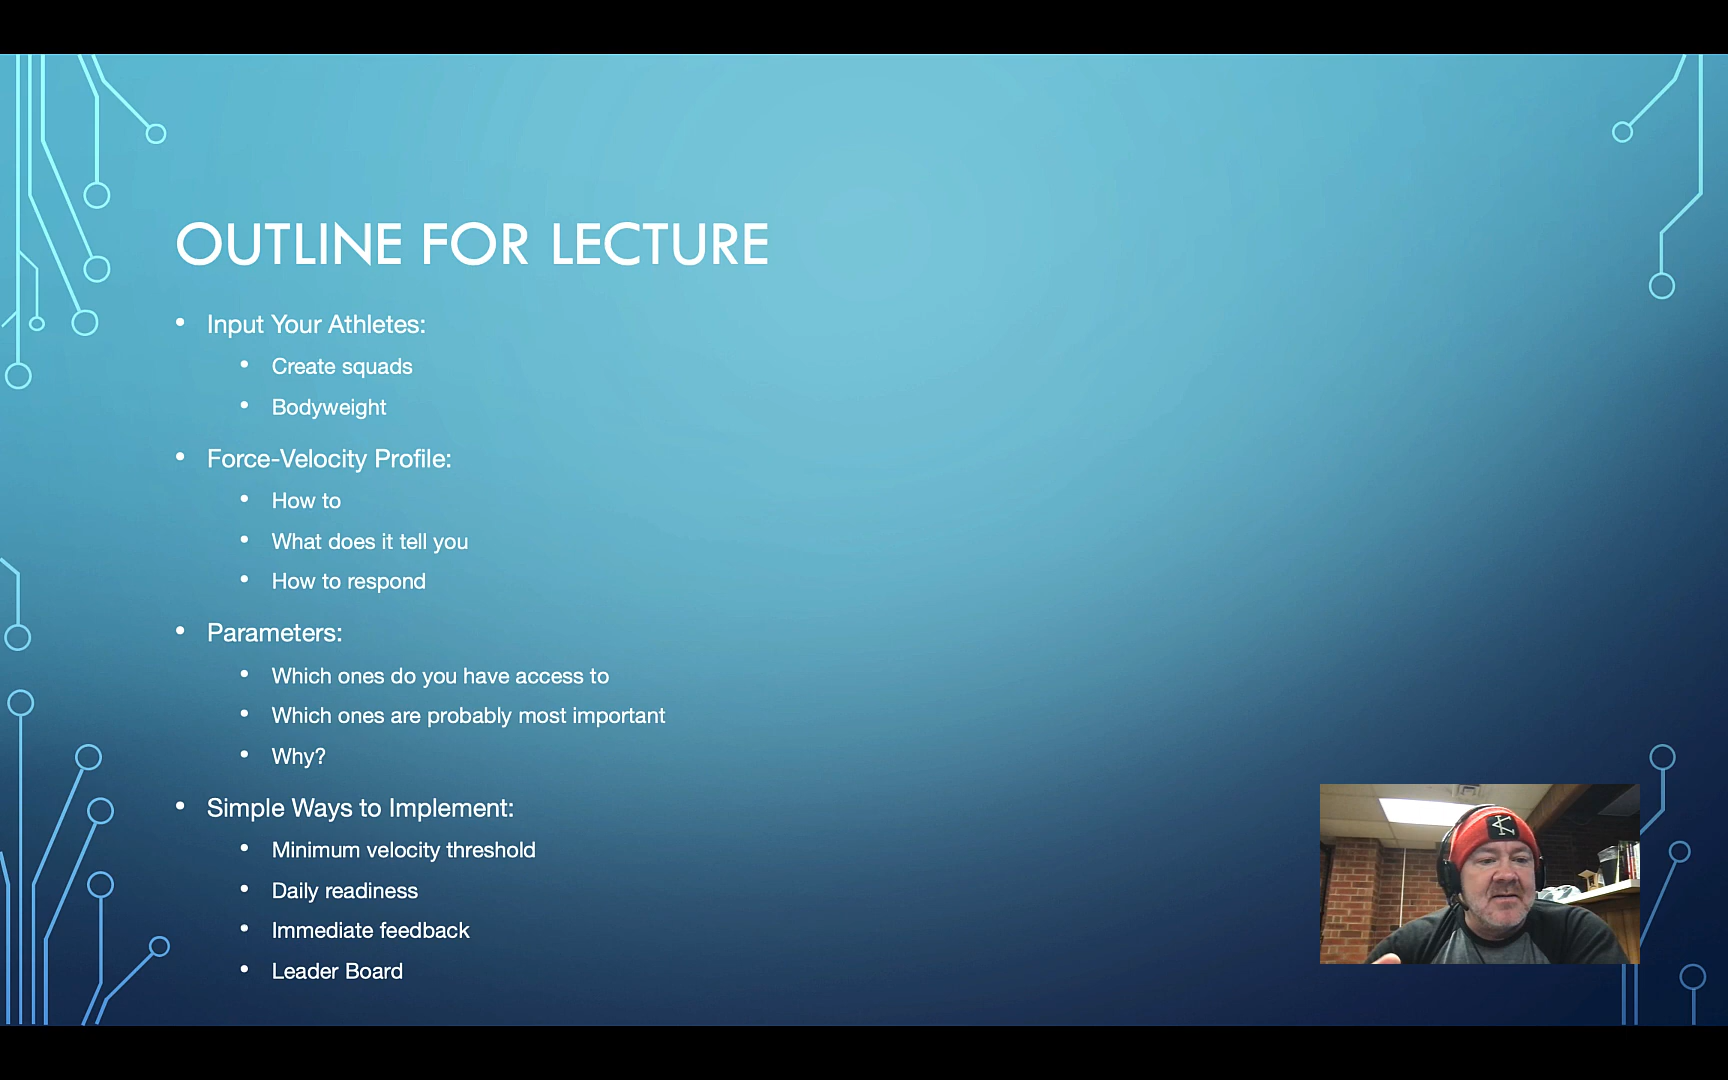 OUTLINE FOR LECTURE
• Input Your Athletes:
• Create squads
• Bodyweight
• Force-Velocity Profile:
• How to
• What does it tell you
• How to respond
• Parameters:
• Which ones do you have access to
• Which ones are probably most important
• Why?
• Simple Ways to Implement:
• Minimum velocity threshold
• Daily readiness
• Immediate feedback
• Leader Board